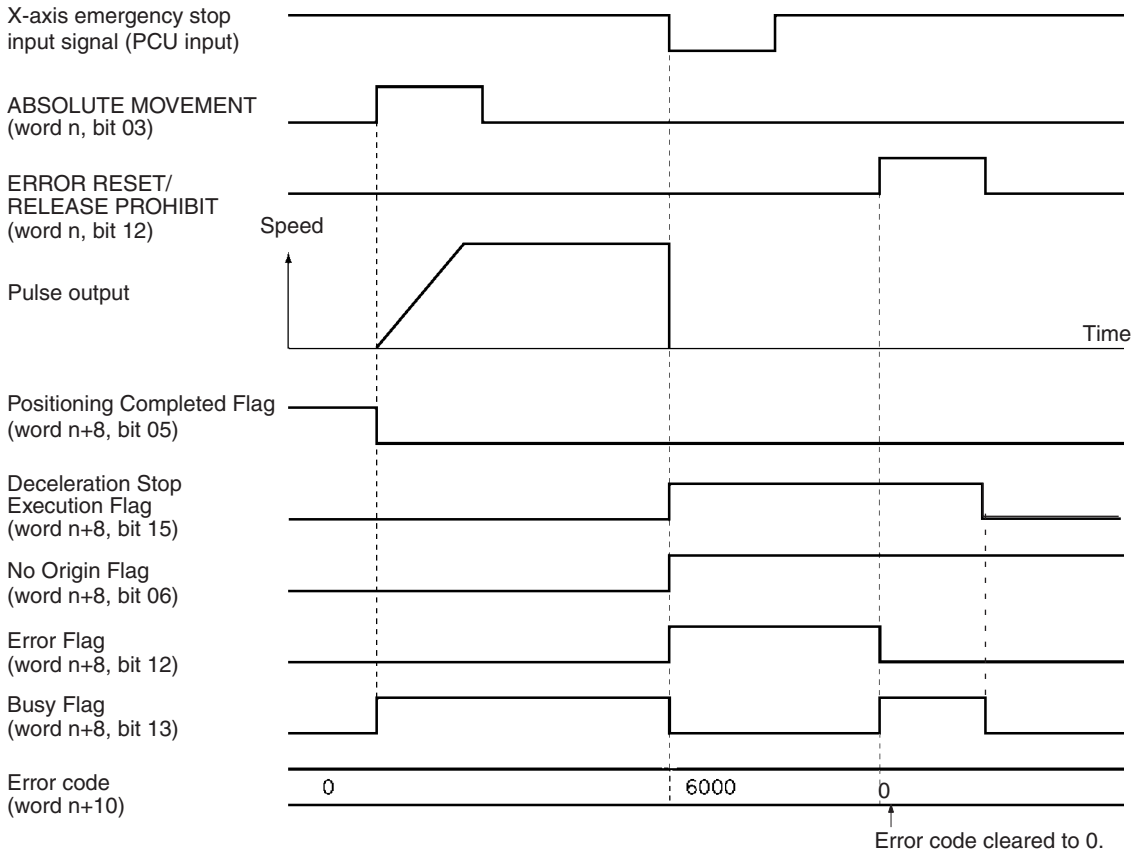 X-axis emergency stop
input signal (PCU input)
ABSOLUTE MOVEMENT
(word n, bit 03)
ERROR RESET/
RELEASE PROHIBIT
(word n, bit 12)
Speed
Pulse output
Time
Positioning Completed Flag
(word n+8, bit 05)
Deceleration Stop
Execution Flag
(word n+8, bit 15)
No Origin Flag
(word n+8, bit 06)
Error Flag
(word n+8, bit 12)
Busy Flag
(word n+8, bit 13)
Error code
(word n+10)
0 6000 0
Error code cleared to 0.